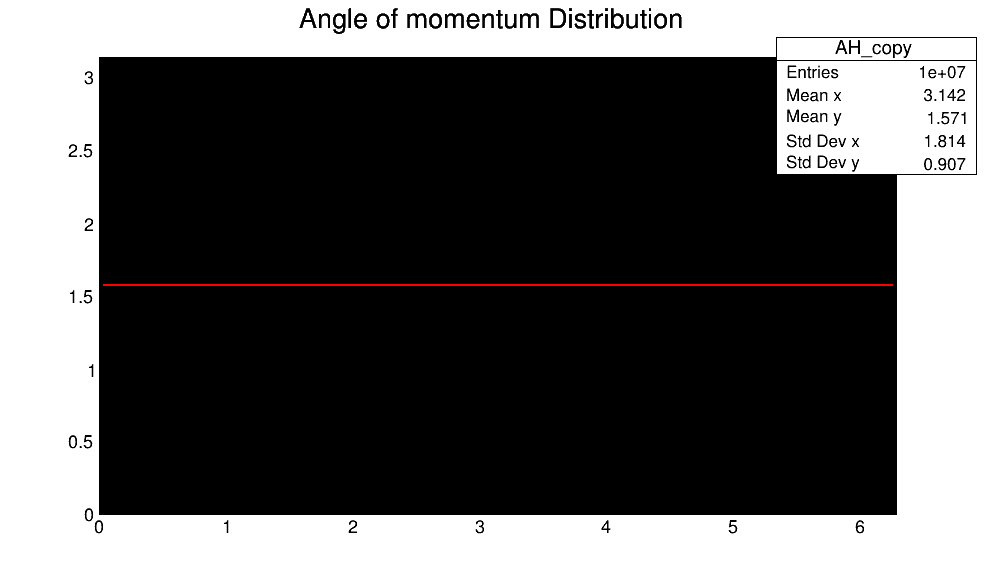 Angle of momentum Distribution
AH_copy
Entries 1e+07
Mean x 3.142
Mean y 1.571
Std Dev x 1.814
Std Dev y 0.907
3
2.5
2
1.5
1
0.5
0
0 1 2 3 4 5 6